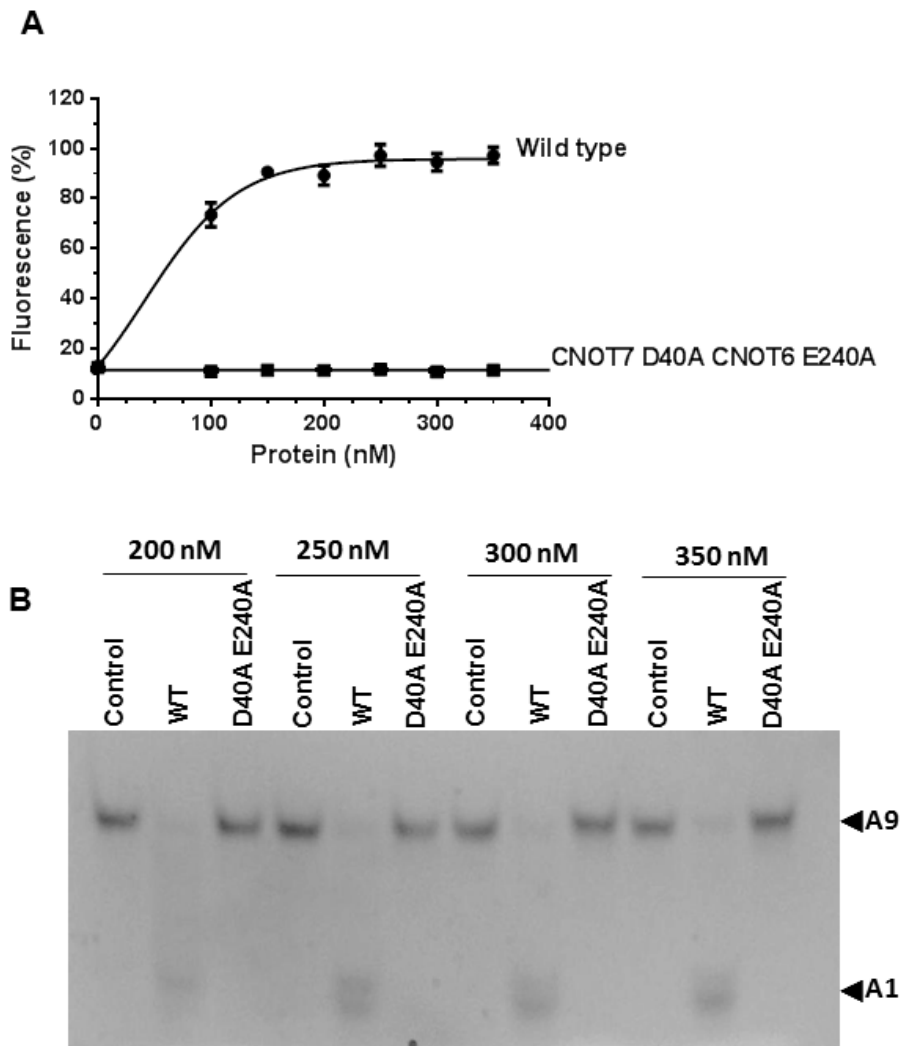 A
120
100
80
60
40
20
0
Fluorescence (%)
Wild type
CNOT7 D40A CNOT6 E240A
0 100 200 300 400
Protein (nM)
B
200 nM 250 nM 300 nM 350 nM
Control WT D40A E240A Control WT D40A E240A Control WT D40A E240A Control WT D40A E240A
A9
A1